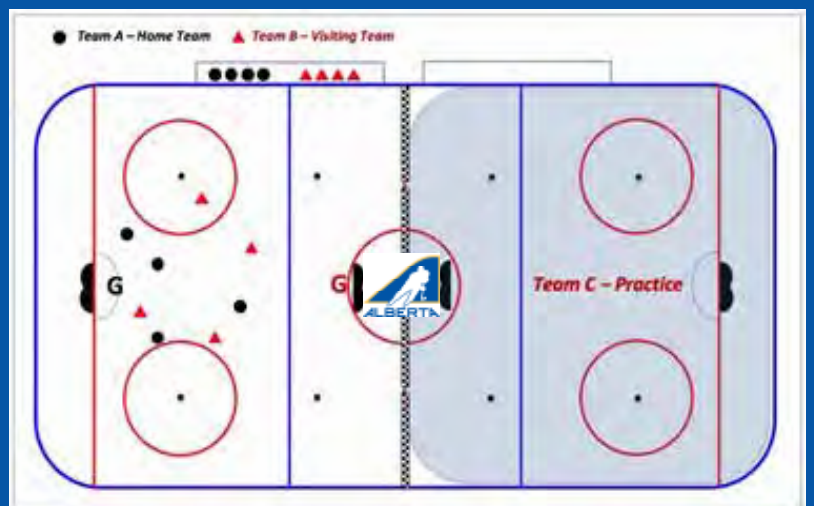 Team A – Home Team
Team B – Visiting Team
G
G
ALBERTA
Team C – Practice